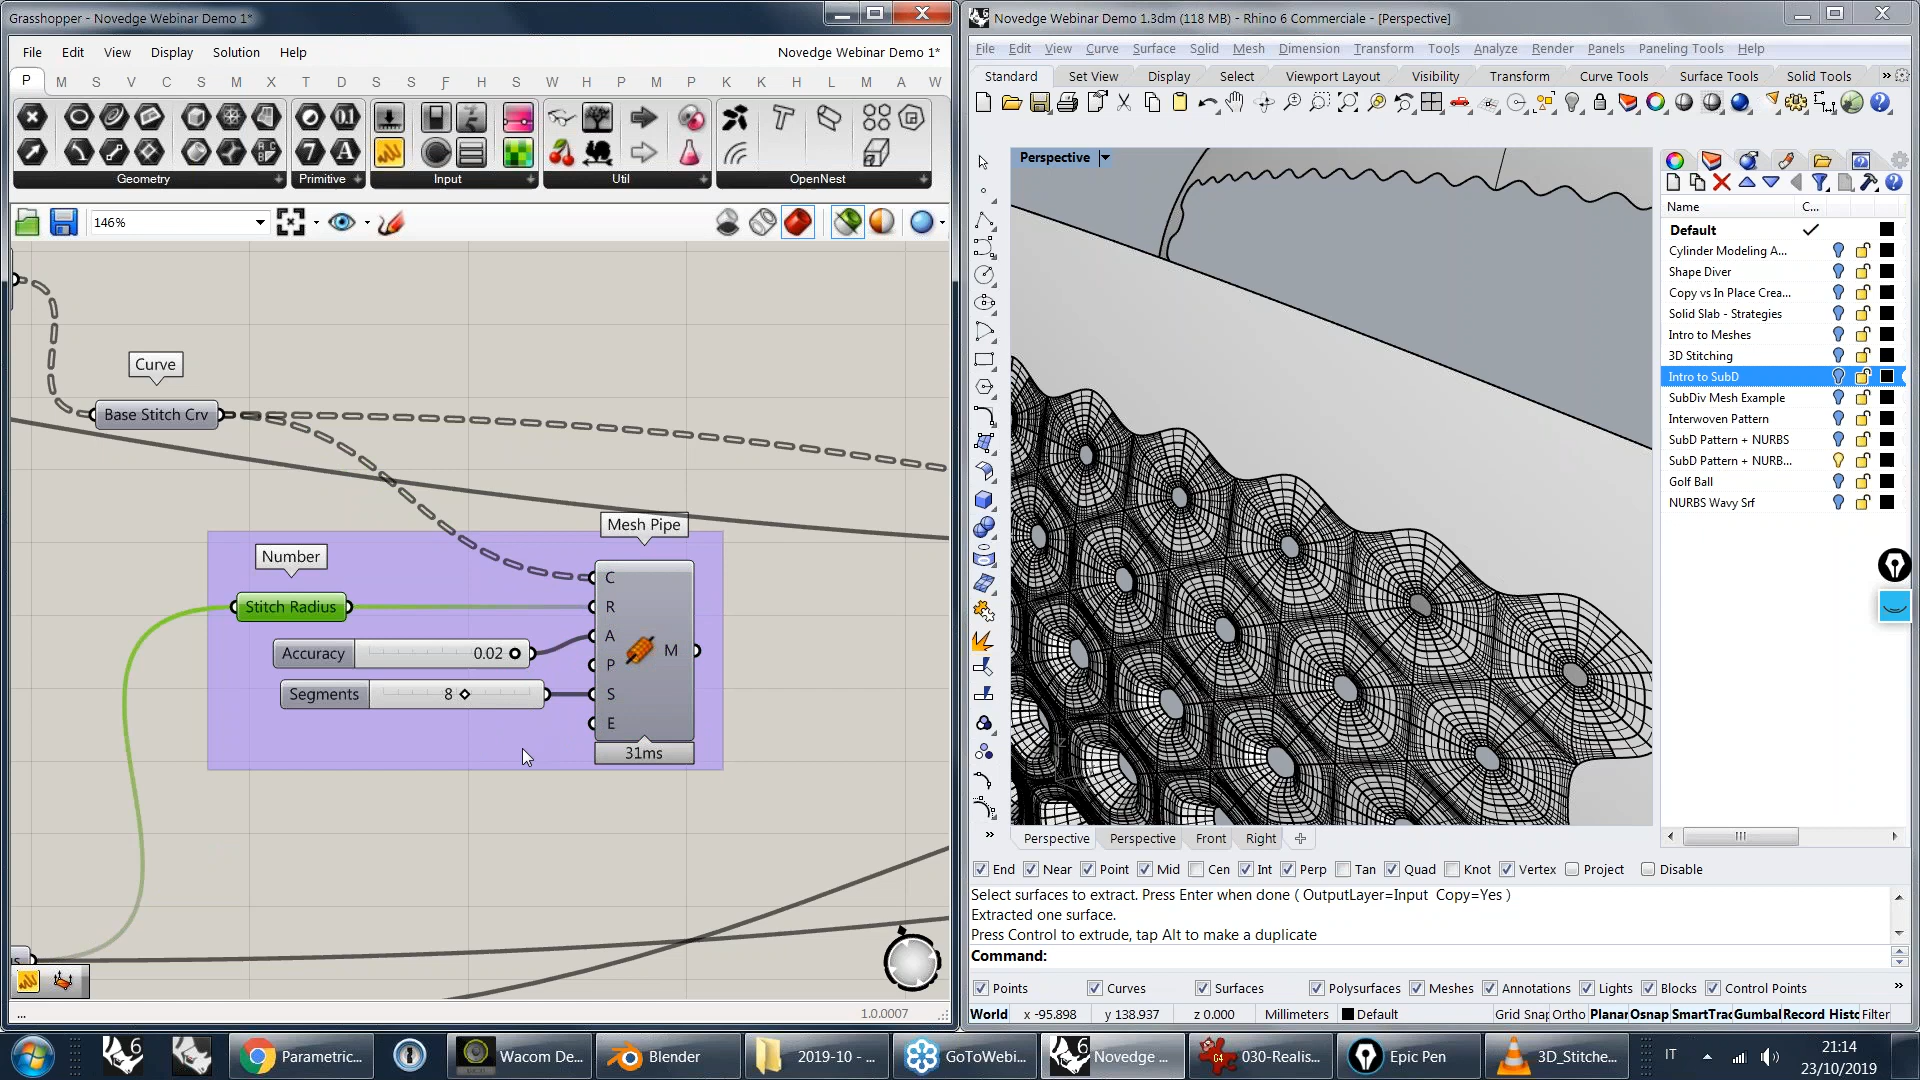 Grasshopper - Novedge Webinar Demo 1*
File Edit View Display Solution Help
Novedge Webinar Demo 1*
P M S V C S M X T D S F H S W H P M P K K H L M A W
Geometry
Primitive
Input
Util
OpenNest
146%
Curve
Base Stitch Crv
Mesh Pipe
Number
Stitch Radius
Accuracy 0.02
Segments 8
C
R
A
P
S
E
M
31ms
...
1.0.0007
Novedge Webinar Demo 1.3dm (118 MB) - Rhino 6 Commerciale - [Perspective]
File Edit View Curve Surface Solid Mesh Dimension Transform Tools Analyze Render Panels Paneling Tools Help
Standard Set View Display Select Viewport Layout Visibility Transform Curve Tools Surface Tools Solid Tools »
Perspective
Name C...
Default
Cylinder Modeling A...
Shape Diver
Copy vs In Place Crea...
Solid Slab - Strategies
Intro to Meshes
3D Stitching
Intro to SubD
SubDiv Mesh Example
Interwoven Pattern
SubD Pattern + NURBS
SubD Pattern + NURB...
Golf Ball
NURBS Wavy Srf
Perspective Perspective Front Right
End Near Point Mid Cen Int Perp Tan Quad Knot Vertex Project Disable
Select surfaces to extract. Press Enter when done ( OutputLayer=Input Copy=Yes )
Extracted one surface.
Press Control to extrude, tap Alt to make a duplicate
Command:
Points Curves Surfaces Polysurfaces Meshes Annotations Lights Blocks Control Points »
World x -95.898 y 138.937 z 0.000 Millimeters Default Grid Snap Ortho Planar Osnap SmartTrac Gumbal Record Histo Filter
6
Parametric...
Wacom De...
Blender
2019-10 - ...
GoToWebi...
Novedge ...
030-Realis...
Epic Pen
3D_Stitche...
IT
21:14
23/10/2019